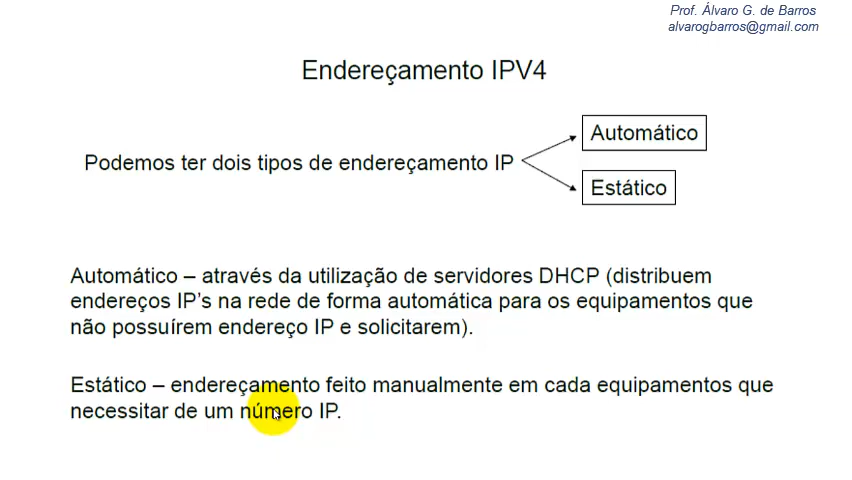 Prof. Álvaro G. de Barros
alvarogbarros@gmail.com
Endereçamento IPV4
Podemos ter dois tipos de endereçamento IP
Automático
Estático
Automático – através da utilização de servidores DHCP (distribuem
endereços IP's na rede de forma automática para os equipamentos que
não possuírem endereço IP e solicitarem).
Estático – endereçamento feito manualmente em cada equipamentos que
necessitar de um número IP.